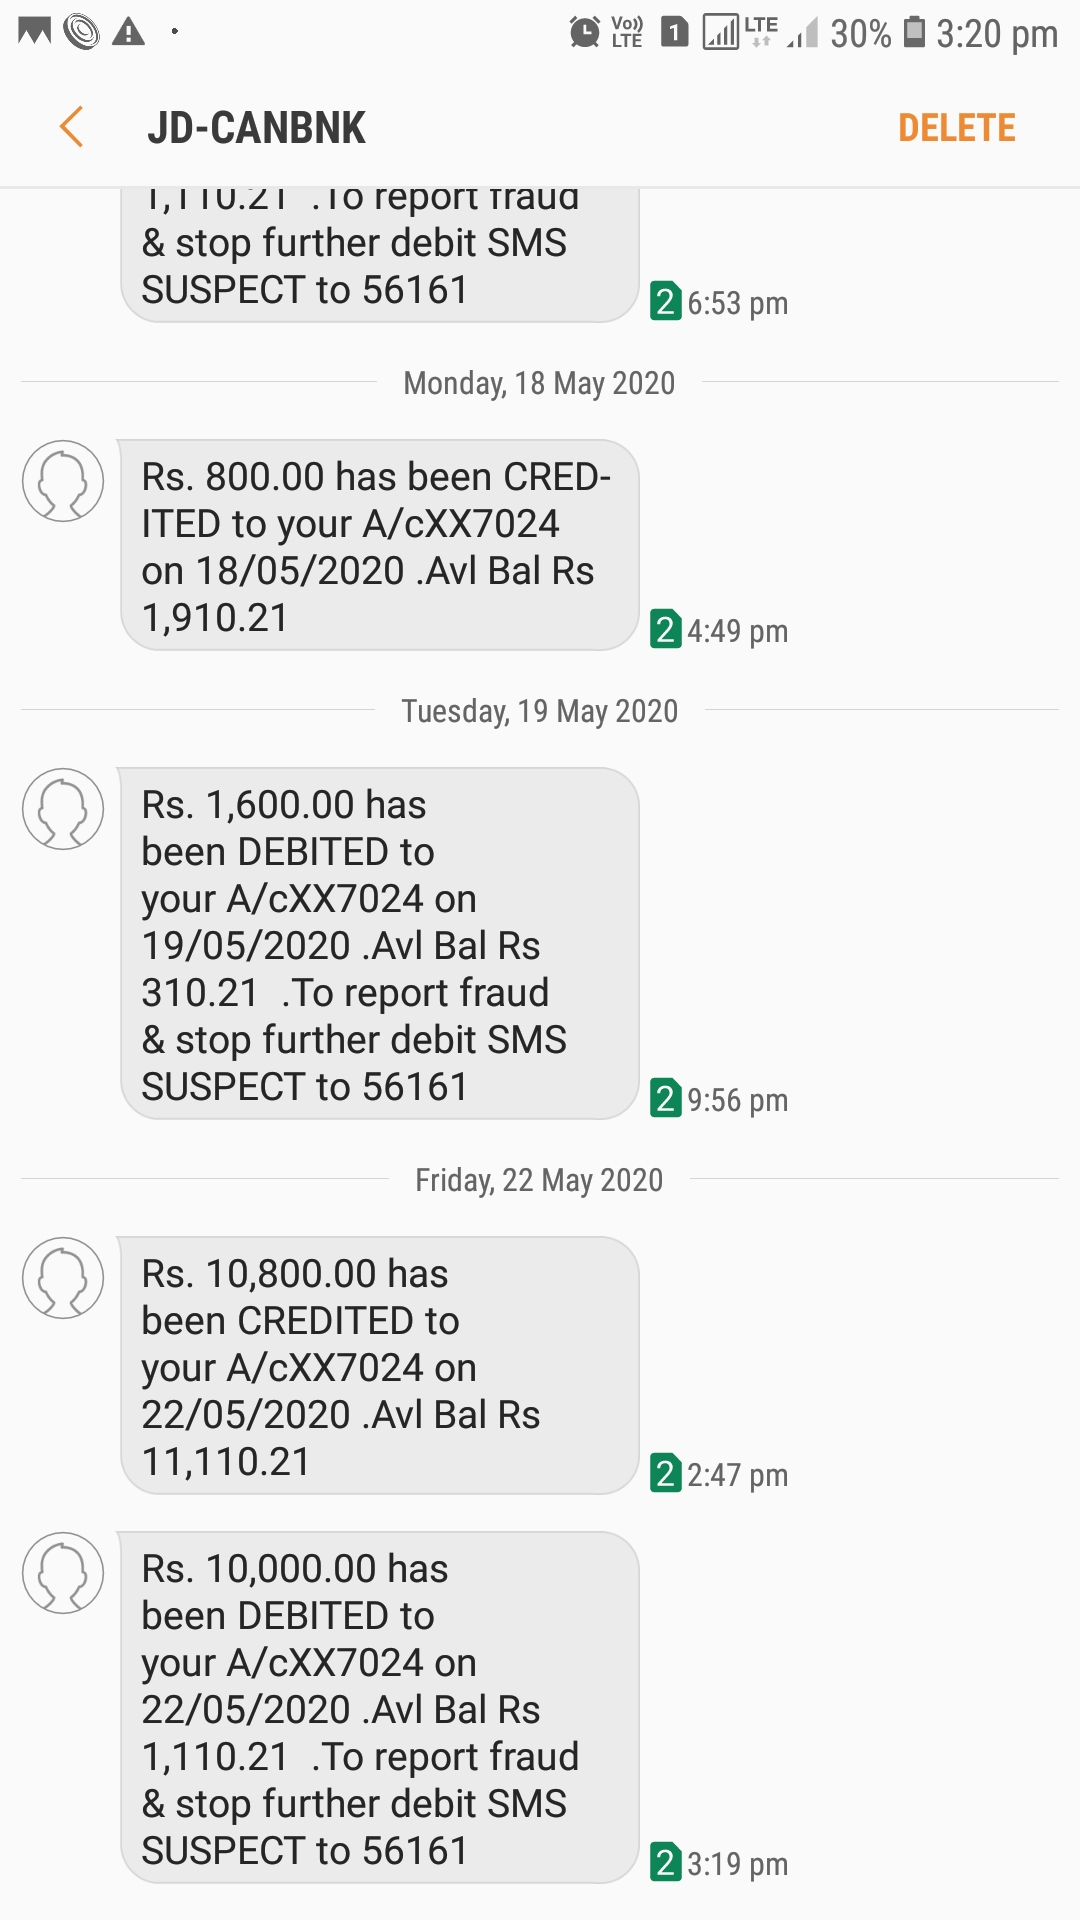 Vo)) LTE 1 LTE 30% 3:20 pm
JD-CANBNK DELETE
1,110.21 .To report fraud
& stop further debit SMS
SUSPECT to 56161
2 6:53 pm
Monday, 18 May 2020
Rs. 800.00 has been CRED-
ITED to your A/cXX7024
on 18/05/2020 .Avl Bal Rs
1,910.21
2 4:49 pm
Tuesday, 19 May 2020
Rs. 1,600.00 has
been DEBITED to
your A/cXX7024 on
19/05/2020 .Avl Bal Rs
310.21  .To report fraud
& stop further debit SMS
SUSPECT to 56161
2 9:56 pm
Friday, 22 May 2020
Rs. 10,800.00 has
been CREDITED to
your A/cXX7024 on
22/05/2020 .Avl Bal Rs
11,110.21
2 2:47 pm
Rs. 10,000.00 has
been DEBITED to
your A/cXX7024 on
22/05/2020 .Avl Bal Rs
1,110.21  .To report fraud
& stop further debit SMS
SUSPECT to 56161
2 3:19 pm